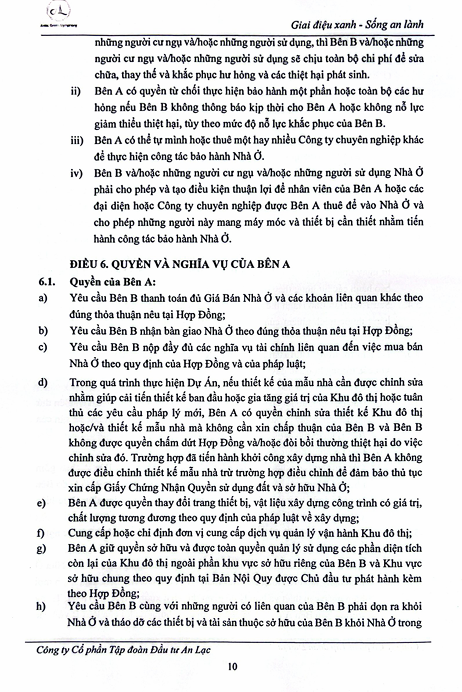 Giai điệu xanh - Sống an lành
những người cư ngụ và/hoặc những người sử dụng, thì Bên B và/hoặc những
người cư ngụ và/hoặc những người sử dụng sẽ chịu toàn bộ chi phí để sửa
chữa, thay thế và khắc phục hư hỏng và các thiệt hại phát sinh.
ii) Bên A có quyền từ chối thực hiện bảo hành một phần hoặc toàn bộ các hư
hỏng nếu Bên B không thông báo kịp thời cho Bên A hoặc không nỗ lực
giảm thiểu thiệt hại, tùy theo mức độ nỗ lực khắc phục của Bên B.
iii) Bên A có thể tự mình hoặc thuê một hay nhiều Công ty chuyên nghiệp khác
để thực hiện công tác bảo hành Nhà Ở.
iv) Bên B và/hoặc những người cư ngụ và/hoặc những người sử dụng Nhà Ở
phải cho phép và tạo điều kiện thuận lợi để nhân viên của Bên A hoặc các
đại diện hoặc Công ty chuyên nghiệp được Bên A thuê để vào Nhà Ở và
cho phép những người này mang máy móc và thiết bị cần thiết nhằm tiến
hành công tác bảo hành Nhà Ở.
ĐIỀU 6. QUYỀN VÀ NGHĨA VỤ CỦA BÊN A
6.1. Quyền của Bên A:
a) Yêu cầu Bên B thanh toán đủ Giá Bán Nhà Ở và các khoản liên quan khác theo
đúng thỏa thuận nêu tại Hợp Đồng;
b) Yêu cầu Bên B nhận bàn giao Nhà Ở theo đúng thỏa thuận nêu tại Hợp Đồng;
c) Yêu cầu Bên B nộp đầy đủ các nghĩa vụ tài chính liên quan đến việc mua bán
Nhà Ở theo quy định của Hợp Đồng và của pháp luật;
d) Trong quá trình thực hiện Dự Án, nếu thiết kế của mẫu nhà cần được chỉnh sửa
nhằm giúp cải tiến thiết kế ban đầu hoặc gia tăng giá trị của Khu đô thị hoặc tuân
thủ các yêu cầu pháp lý mới, Bên A có quyền chỉnh sửa thiết kế Khu đô thị
hoặc/và thiết kế mẫu nhà mà không cần xin chấp thuận của Bên B và Bên B
không được quyền chấm dứt Hợp Đồng và/hoặc đòi bồi thường thiệt hại do việc
chỉnh sửa đó. Trường hợp đã tiến hành khởi công xây dựng nhà thì Bên A không
được điều chỉnh thiết kế mẫu nhà trừ trường hợp điều chỉnh để đảm bảo thủ tục
xin cấp Giấy Chứng Nhận Quyền sử dụng đất và sở hữu Nhà Ở;
e) Bên A được quyền thay đổi trang thiết bị, vật liệu xây dựng công trình có giá trị,
chất lượng tương đương theo quy định của pháp luật về xây dựng;
f) Cung cấp hoặc chỉ định đơn vị cung cấp dịch vụ quản lý vận hành Khu đô thị;
g) Bên A giữ quyền sở hữu và được toàn quyền quản lý sử dụng các phần diện tích
còn lại của Khu đô thị ngoài phần khu vực sở hữu riêng của Bên B và Khu vực
sở hữu chung theo quy định tại Bản Nội Quy được Chủ đầu tư phát hành kèm
theo Hợp Đồng;
h) Yêu cầu Bên B cùng với những người có liên quan của Bên B phải dọn ra khỏi
Nhà Ở và tháo dỡ các thiết bị và tài sản thuộc sở hữu của Bên B khỏi Nhà Ở trong
Công ty Cổ phần Tập đoàn Đầu tư An Lạc
10